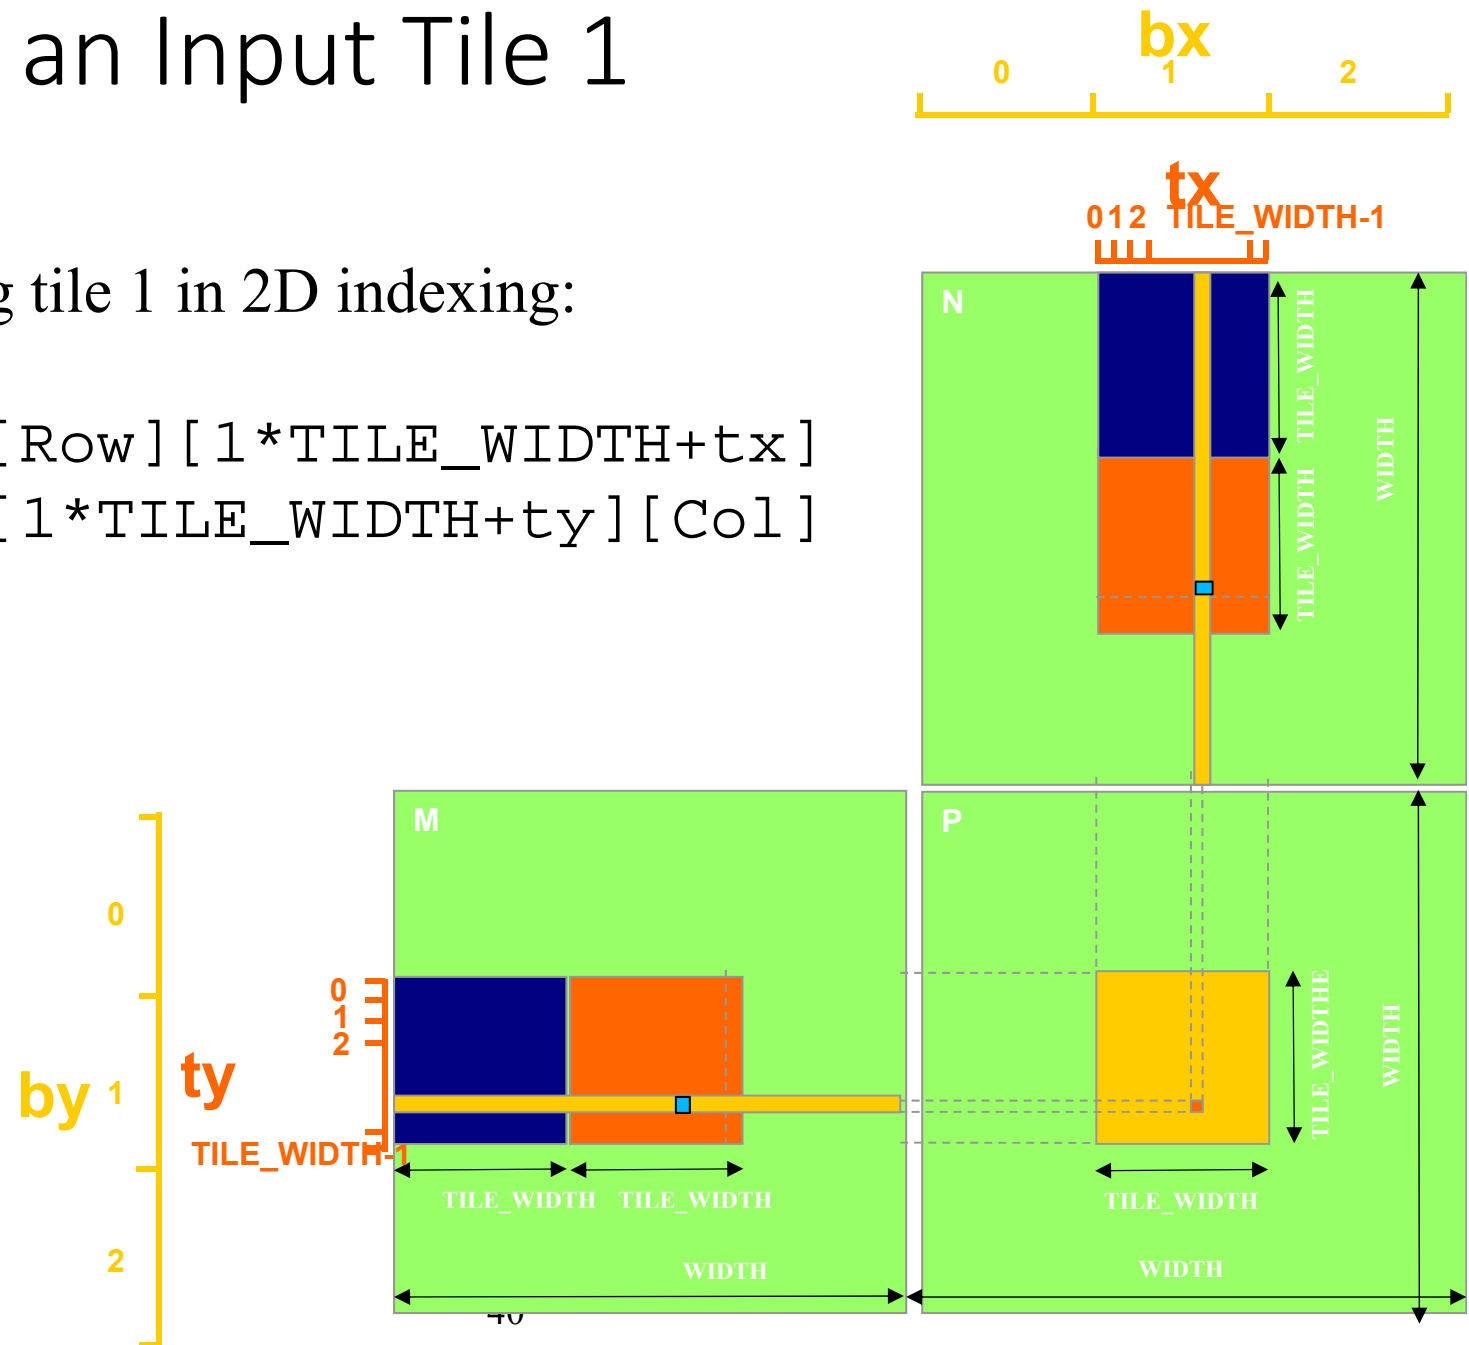 an Input Tile 1
bx
0 1 2
tx
0 1 2 TILE_WIDTH-1
g tile 1 in 2D indexing:
[Row][1*TILE_WIDTH+tx]
[1*TILE_WIDTH+ty][Col]
N
TILE_WIDTH
TILE_WIDTH
WIDTH
M
P
0
1
2
by
ty
0
1
2
TILE_WIDTH-1
TILE_WIDTH TILE_WIDTH
WIDTH
TILE_WIDTHE
WIDTH
TILE_WIDTH
WIDTH
40